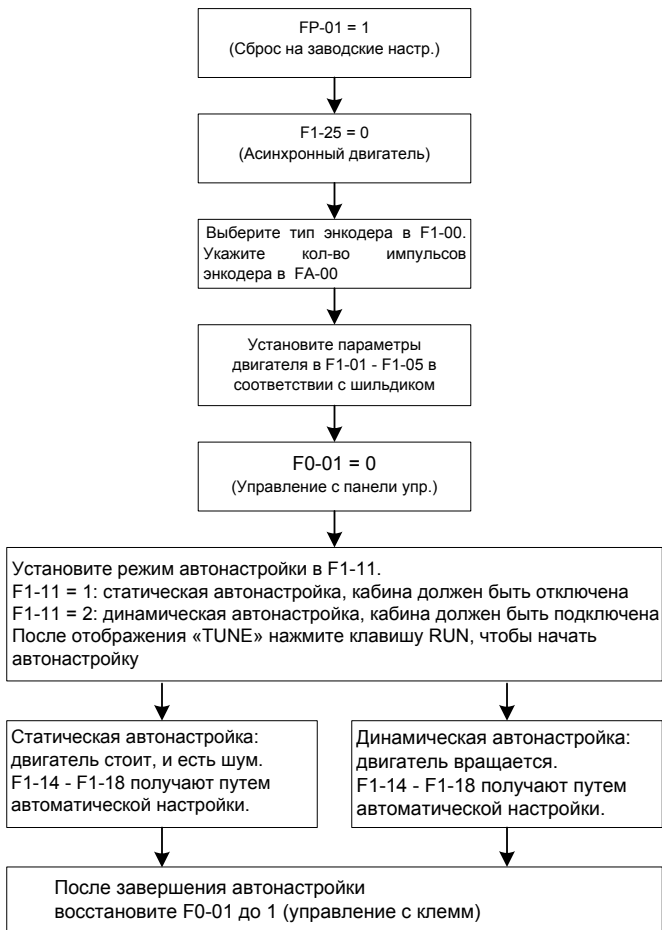 FP-01 = 1
(Сброс на заводские настр.)
F1-25 = 0
(Асинхронный двигатель)
Выберите тип энкодера в F1-00.
Укажите кол-во импульсов
энкодера в FA-00
Установите параметры
двигателя в F1-01 - F1-05 в
соответствии с шильдиком
F0-01 = 0
(Управление с панели упр.)
Установите режим автонастройки в F1-11.
F1-11 = 1: статическая автонастройка, кабина должен быть отключена
F1-11 = 2: динамическая автонастройка, кабина должен быть подключена
После отображения «TUNE» нажмите клавишу RUN, чтобы начать
автонастройку
Статическая автонастройка:
двигатель стоит, и есть шум.
F1-14 - F1-18 получают путем
автоматической настройки.
Динамическая автонастройка:
двигатель вращается.
F1-14 - F1-18 получают путем
автоматической настройки.
После завершения автонастройки
восстановите F0-01 до 1 (управление с клемм)